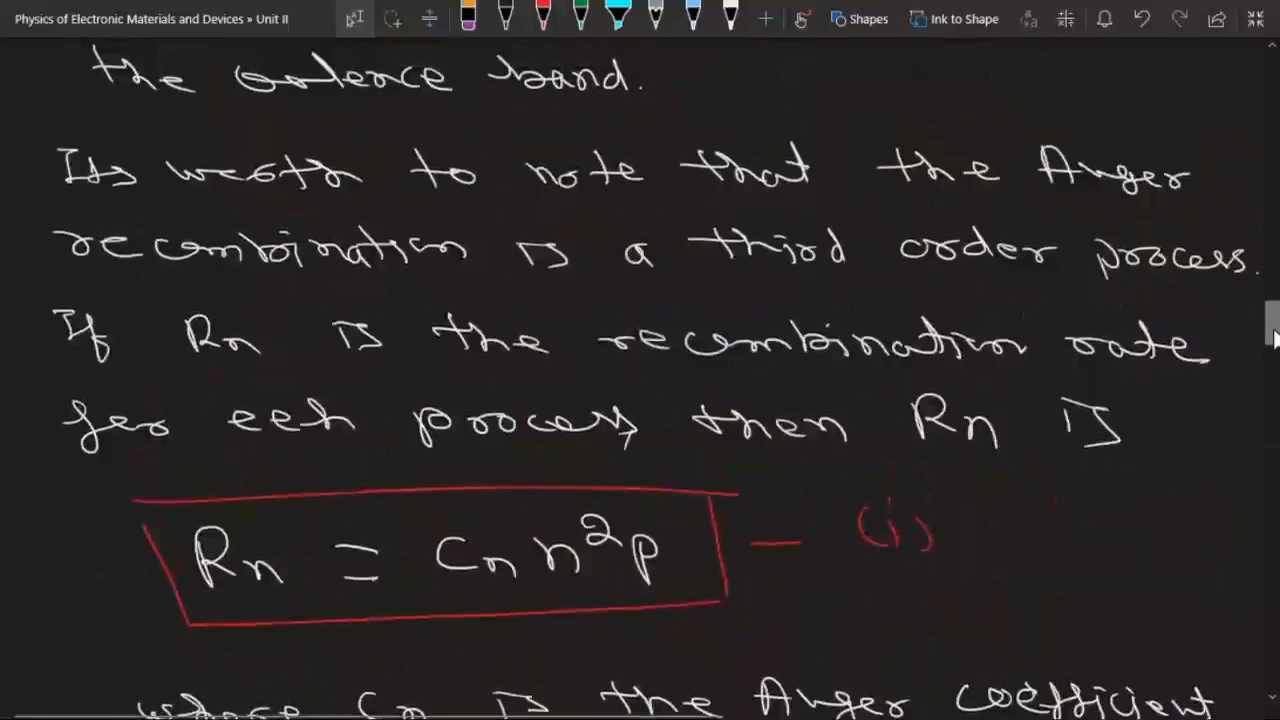 Physics of Electronic Materials and Devices » Unit II
Shapes
Ink to Shape
the valence band.
Its worth to note that the Auger
recombination is a third order process.
If Rn is the recombination rate
for eeh process, then Rn is
Rn = Cn n²p — (i)
where Cn is the Auger coefficient